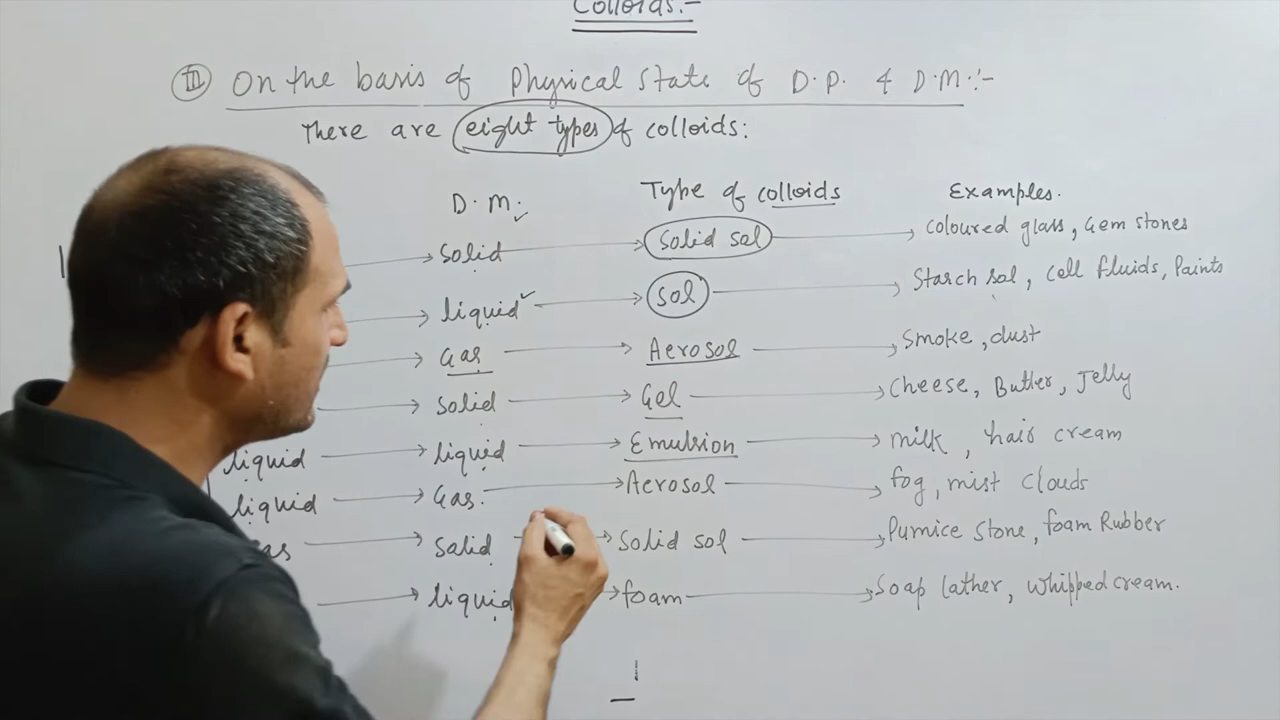 Colloids:-
III On the basis of Physical State of D.P. & D.M.:-
There are eight types of colloids:
D.M. Type of colloids Examples.
Solid Solid sol Coloured glass, Gem stones
liquid Sol Starch sol, cell fluids, Paints
Gas Aerosol Smoke, dust
Solid Gel Cheese, Butter, Jelly
liquid liquid Emulsion milk, hair cream
liquid Gas. Aerosol fog, mist clouds
as Solid Solid sol Pumice Stone, foam Rubber
liquid foam Soap lather, whipped cream.